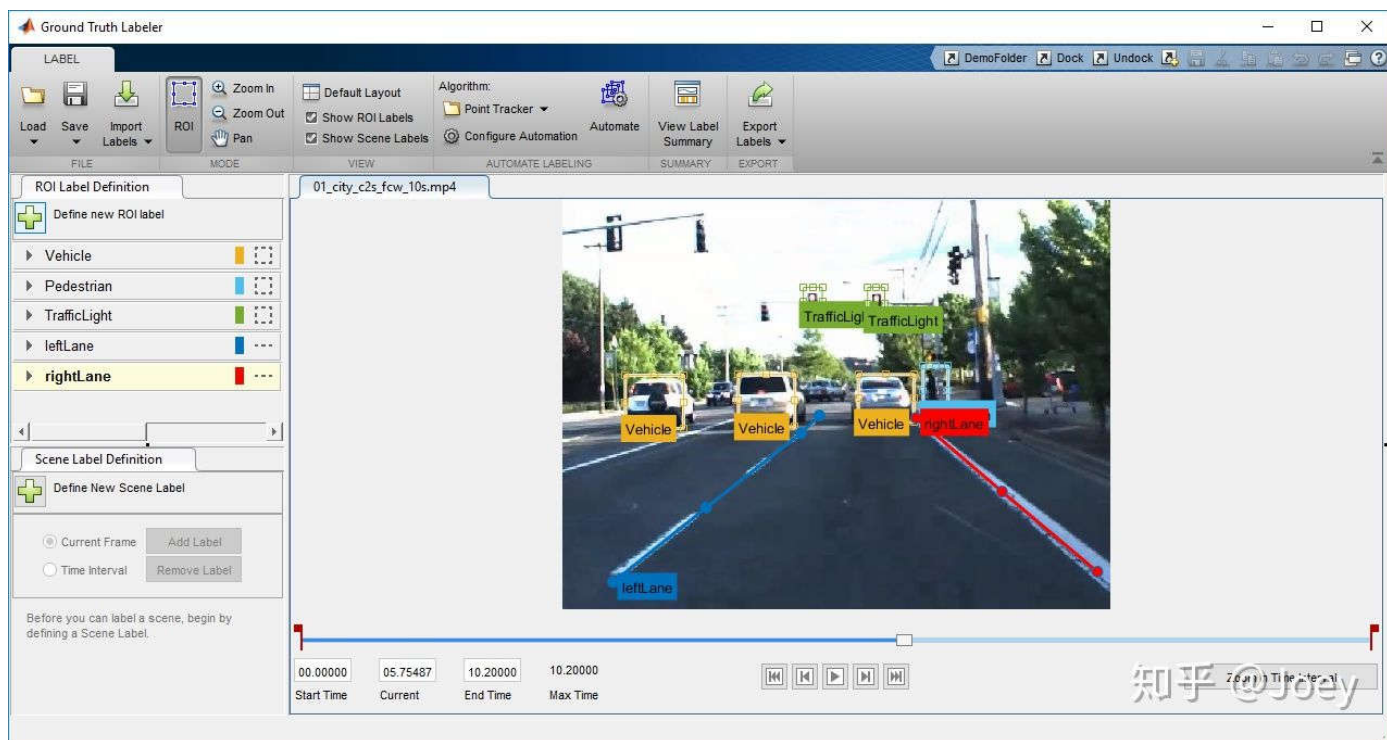 Ground Truth Labeler
LABEL
DemoFolder Dock Undock
Load
Save
Import
Labels
FILE
ROI
Zoom In
Zoom Out
Pan
MODE
Default Layout
Show ROI Labels
Show Scene Labels
VIEW
Algorithm:
Point Tracker
Configure Automation
Automate
AUTOMATE LABELING
View Label
Summary
SUMMARY
Export
Labels
EXPORT
ROI Label Definition
Define new ROI label
Vehicle
Pedestrian
TrafficLight
leftLane
rightLane
Scene Label Definition
Define New Scene Label
Current Frame Add Label
Time Interval Remove Label
Before you can label a scene, begin by
defining a Scene Label.
01_city_c2s_fcw_10s.mp4
TrafficLig TrafficLight
Vehicle Vehicle Vehicle rightLane
leftLane
00.00000 05.75487 10.20000 10.20000
Start Time Current End Time Max Time
Zoom In Time Interval
知乎 @Joey